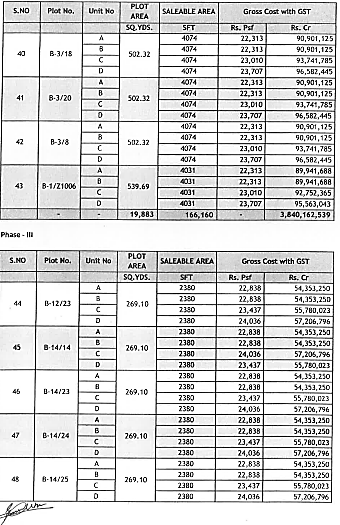 S.NO Plot No. Unit No PLOT AREA SALEABLE AREA Gross Cost with GST
SQ.YDS. SFT Rs. Psf Rs. Cr
40 B-3/18 502.32
A 4074 22,313 90,901,125
B 4074 22,313 90,901,125
C 4074 23,010 93,741,785
D 4074 23,707 96,582,445
41 B-3/20 502.32
A 4074 22,313 90,901,125
B 4074 22,313 90,901,125
C 4074 23,010 93,741,785
D 4074 23,707 96,582,445
42 B-3/8 502.32
A 4074 22,313 90,901,125
B 4074 22,313 90,901,125
C 4074 23,010 93,741,785
D 4074 23,707 96,582,445
43 B-1/Z1006 539.69
A 4031 22,313 89,941,688
B 4031 22,313 89,941,688
C 4031 23,010 92,752,365
D 4031 23,707 95,563,043
- - 19,883 166,160 - 3,840,162,539
Phase - III
S.NO Plot No. Unit No PLOT AREA SALEABLE AREA Gross Cost with GST
SQ.YDS. SFT Rs. Psf Rs. Cr
44 B-12/23 269.10
A 2380 22,838 54,353,250
B 2380 22,838 54,353,250
C 2380 23,437 55,780,023
D 2380 24,036 57,206,796
45 B-14/14 269.10
A 2380 22,838 54,353,250
B 2380 22,838 54,353,250
C 2380 24,036 57,206,796
D 2380 23,437 55,780,023
46 B-14/23 269.10
A 2380 22,838 54,353,250
B 2380 22,838 54,353,250
C 2380 23,437 55,780,023
D 2380 24,036 57,206,796
47 B-14/24 269.10
A 2380 22,838 54,353,250
B 2380 22,838 54,353,250
C 2380 23,437 55,780,023
D 2380 24,036 57,206,796
48 B-14/25 269.10
A 2380 22,838 54,353,250
B 2380 22,838 54,353,250
C 2380 23,437 55,780,023
D 2380 24,036 57,206,796